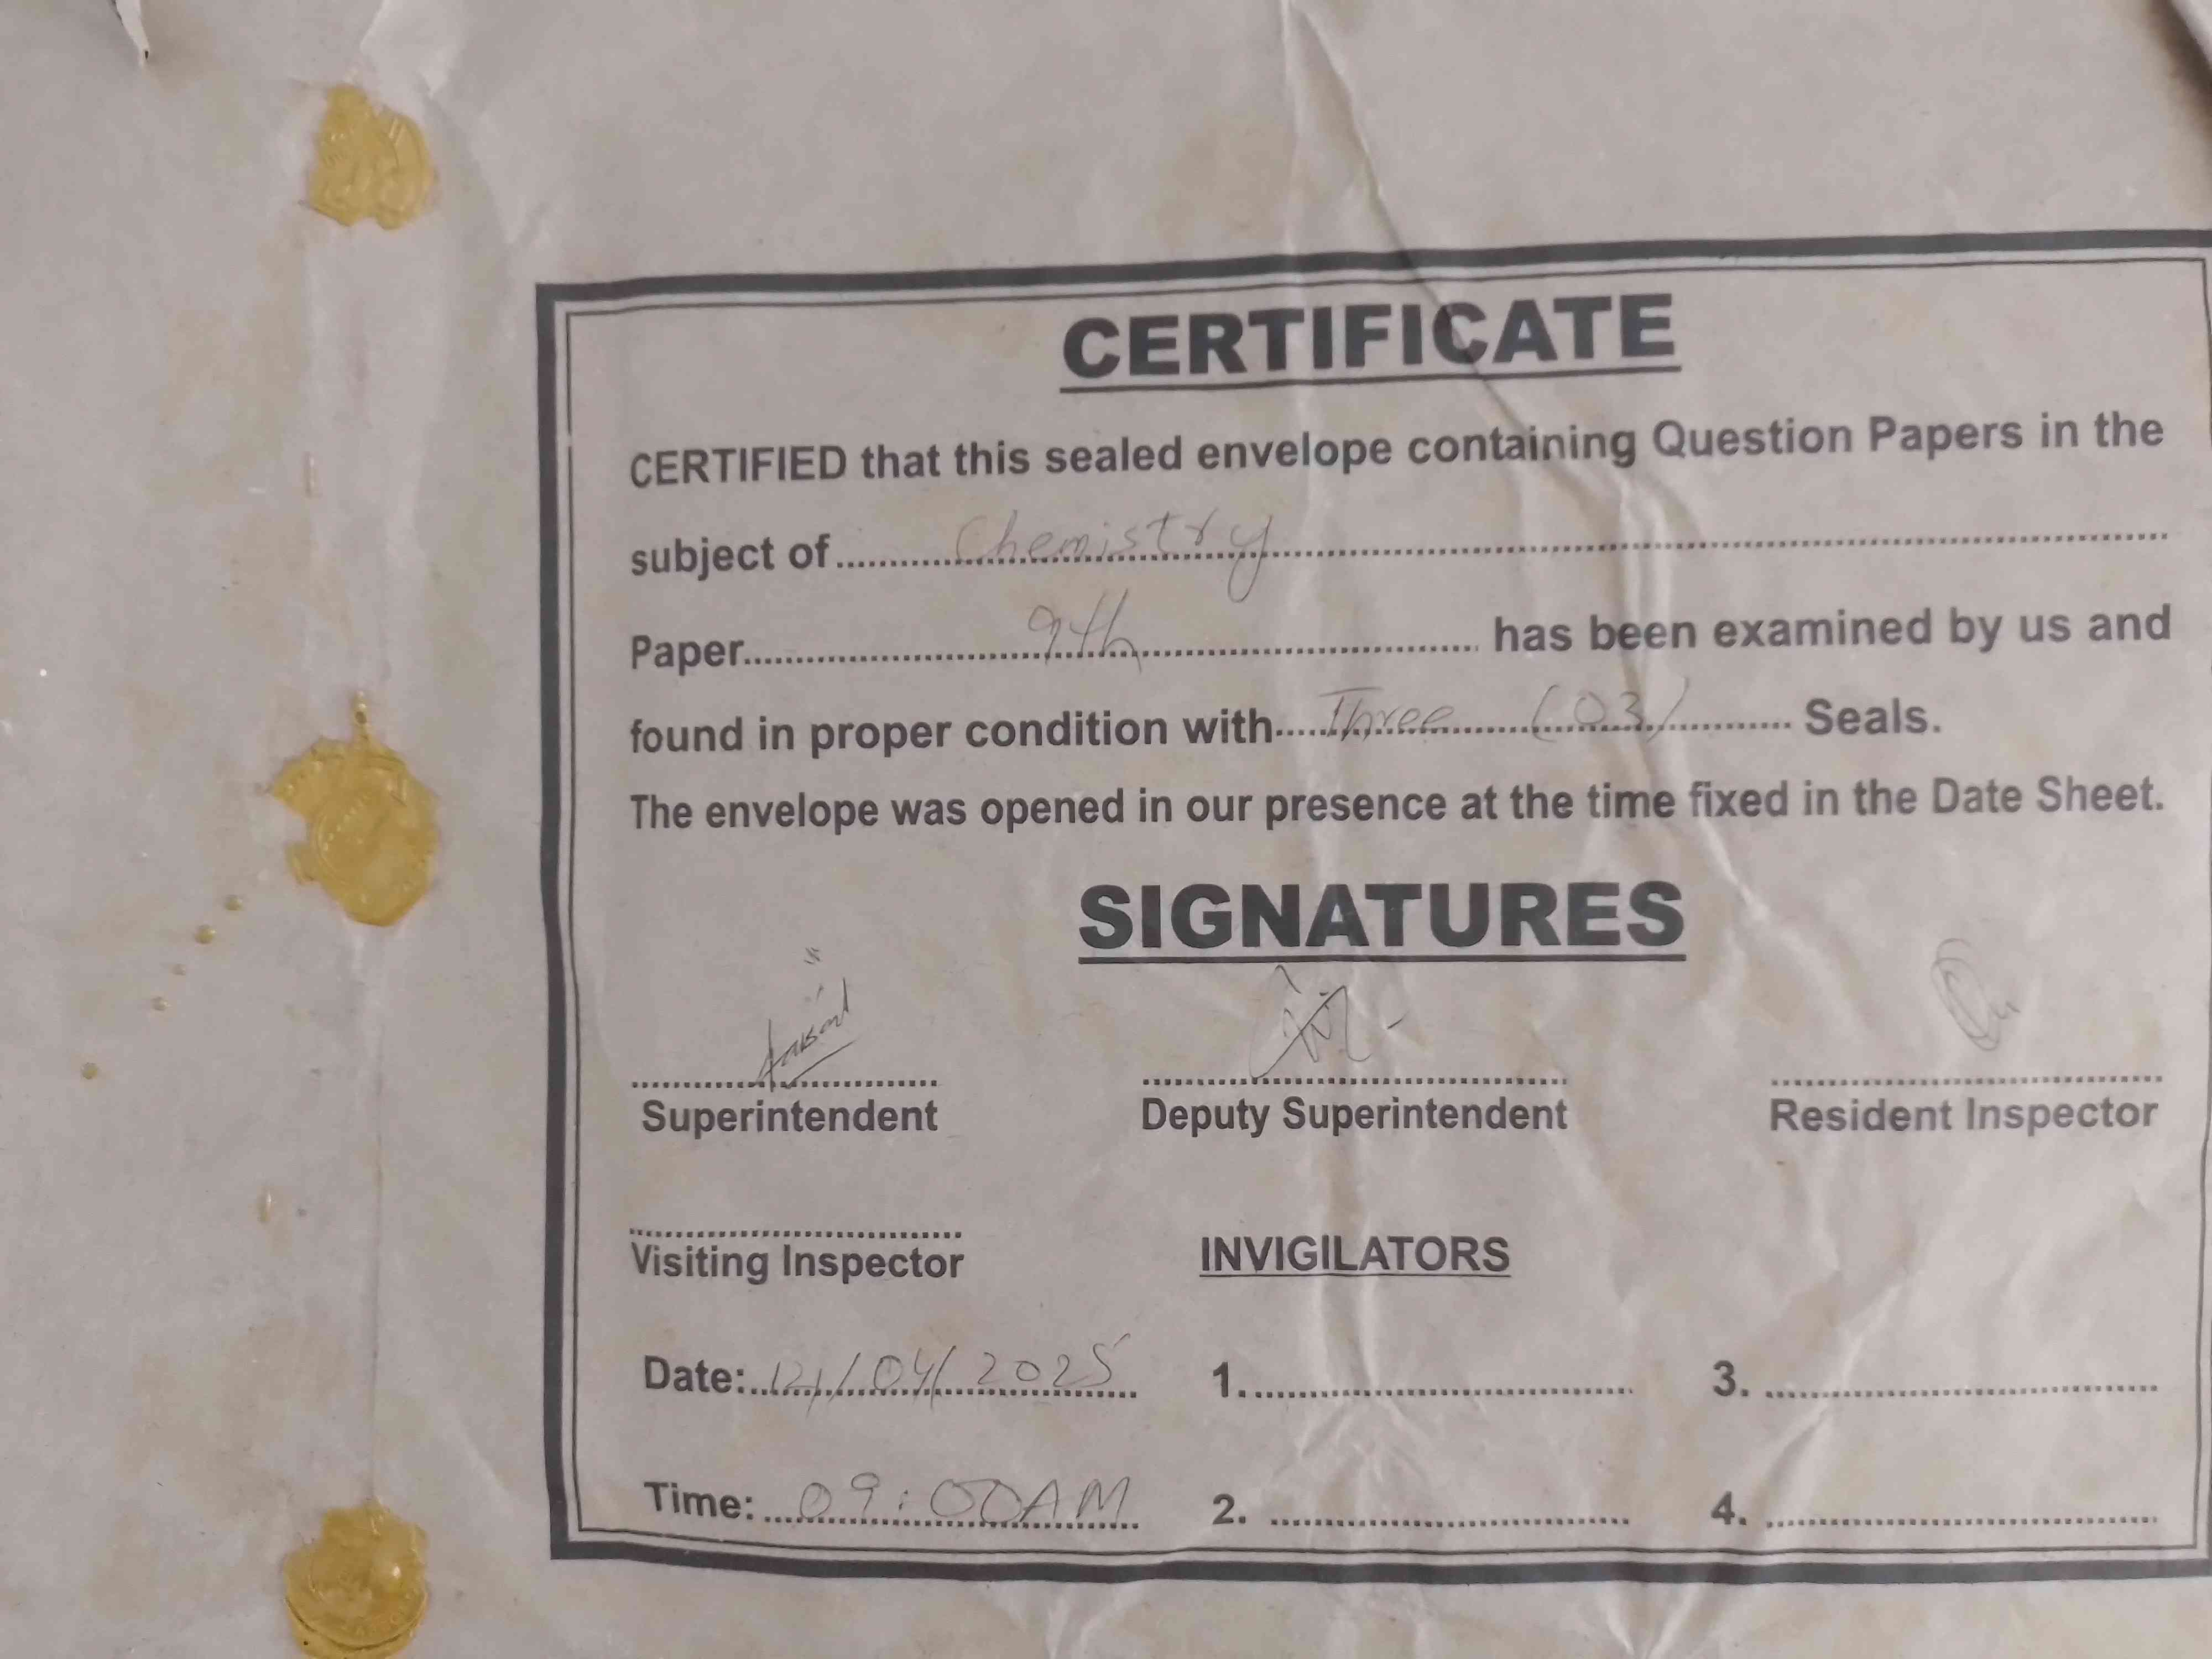 CERTIFICATE
CERTIFIED that this sealed envelope containing Question Papers in the
subject of.......... Chemistry ..........
Paper.......... 9th .......... has been examined by us and
found in proper condition with..... Three (03) ..... Seals.
The envelope was opened in our presence at the time fixed in the Date Sheet.
SIGNATURES
Superintendent Deputy Superintendent Resident Inspector
Visiting Inspector INVIGILATORS
Date: /04/2025 1. 3.
Time: 09:00AM 2. 4.